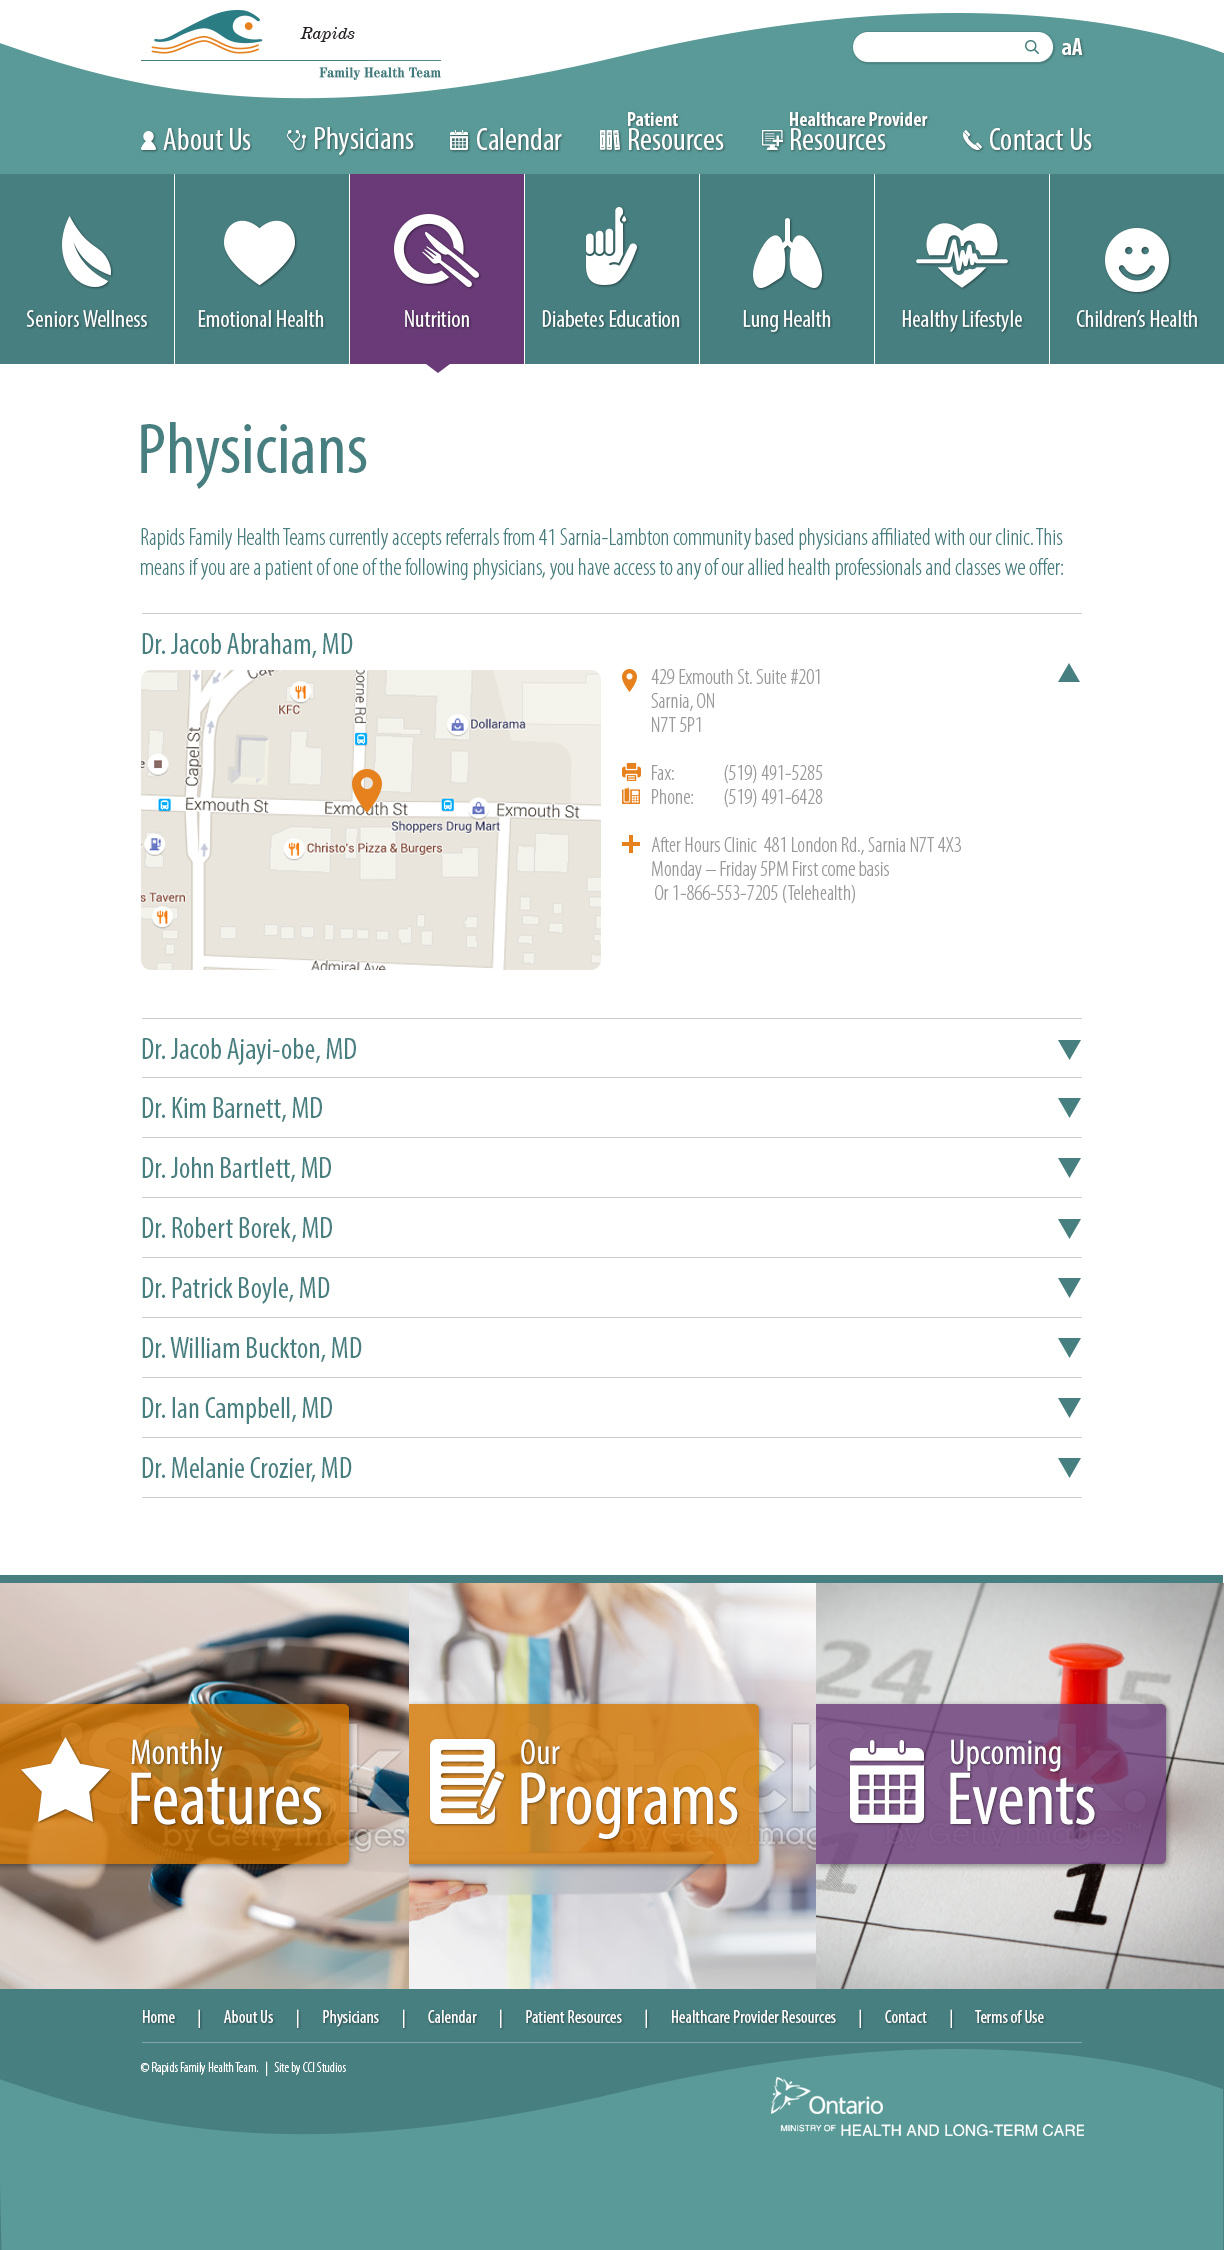 Rapids
Family Health Team
aA
About Us
Physicians
Calendar
Patient
Resources
Healthcare Provider
Resources
Contact Us
Seniors Wellness
Emotional Health
Nutrition
Diabetes Education
Lung Health
Healthy Lifestyle
Children's Health
Physicians
Rapids Family Health Teams currently accepts referrals from 41 Sarnia-Lambton community based physicians affiliated with our clinic. This
means if you are a patient of one of the following physicians, you have access to any of our allied health professionals and classes we offer:
Dr. Jacob Abraham, MD
KFC
Dollarama
Capel St
Exmouth St
Exmouth St
Exmouth St
Shoppers Drug Mart
Christo's Pizza & Burgers
s Tavern
Admiral Ave
429 Exmouth St. Suite #201
Sarnia, ON
N7T 5P1
Fax: (519) 491-5285
Phone: (519) 491-6428
After Hours Clinic 481 London Rd., Sarnia N7T 4X3
Monday – Friday 5PM First come basis
Or 1-866-553-7205 (Telehealth)
Dr. Jacob Ajayi-obe, MD
Dr. Kim Barnett, MD
Dr. John Bartlett, MD
Dr. Robert Borek, MD
Dr. Patrick Boyle, MD
Dr. William Buckton, MD
Dr. Ian Campbell, MD
Dr. Melanie Crozier, MD
24
15
Monthly
Features
Our
Programs
Upcoming
Events
by Getty Images
1
1
Home | About Us | Physicians | Calendar | Patient Resources | Healthcare Provider Resources | Contact | Terms of Use
© Rapids Family Health Team. | Site by CCI Studios
Ontario
MINISTRY OF HEALTH AND LONG-TERM CARE